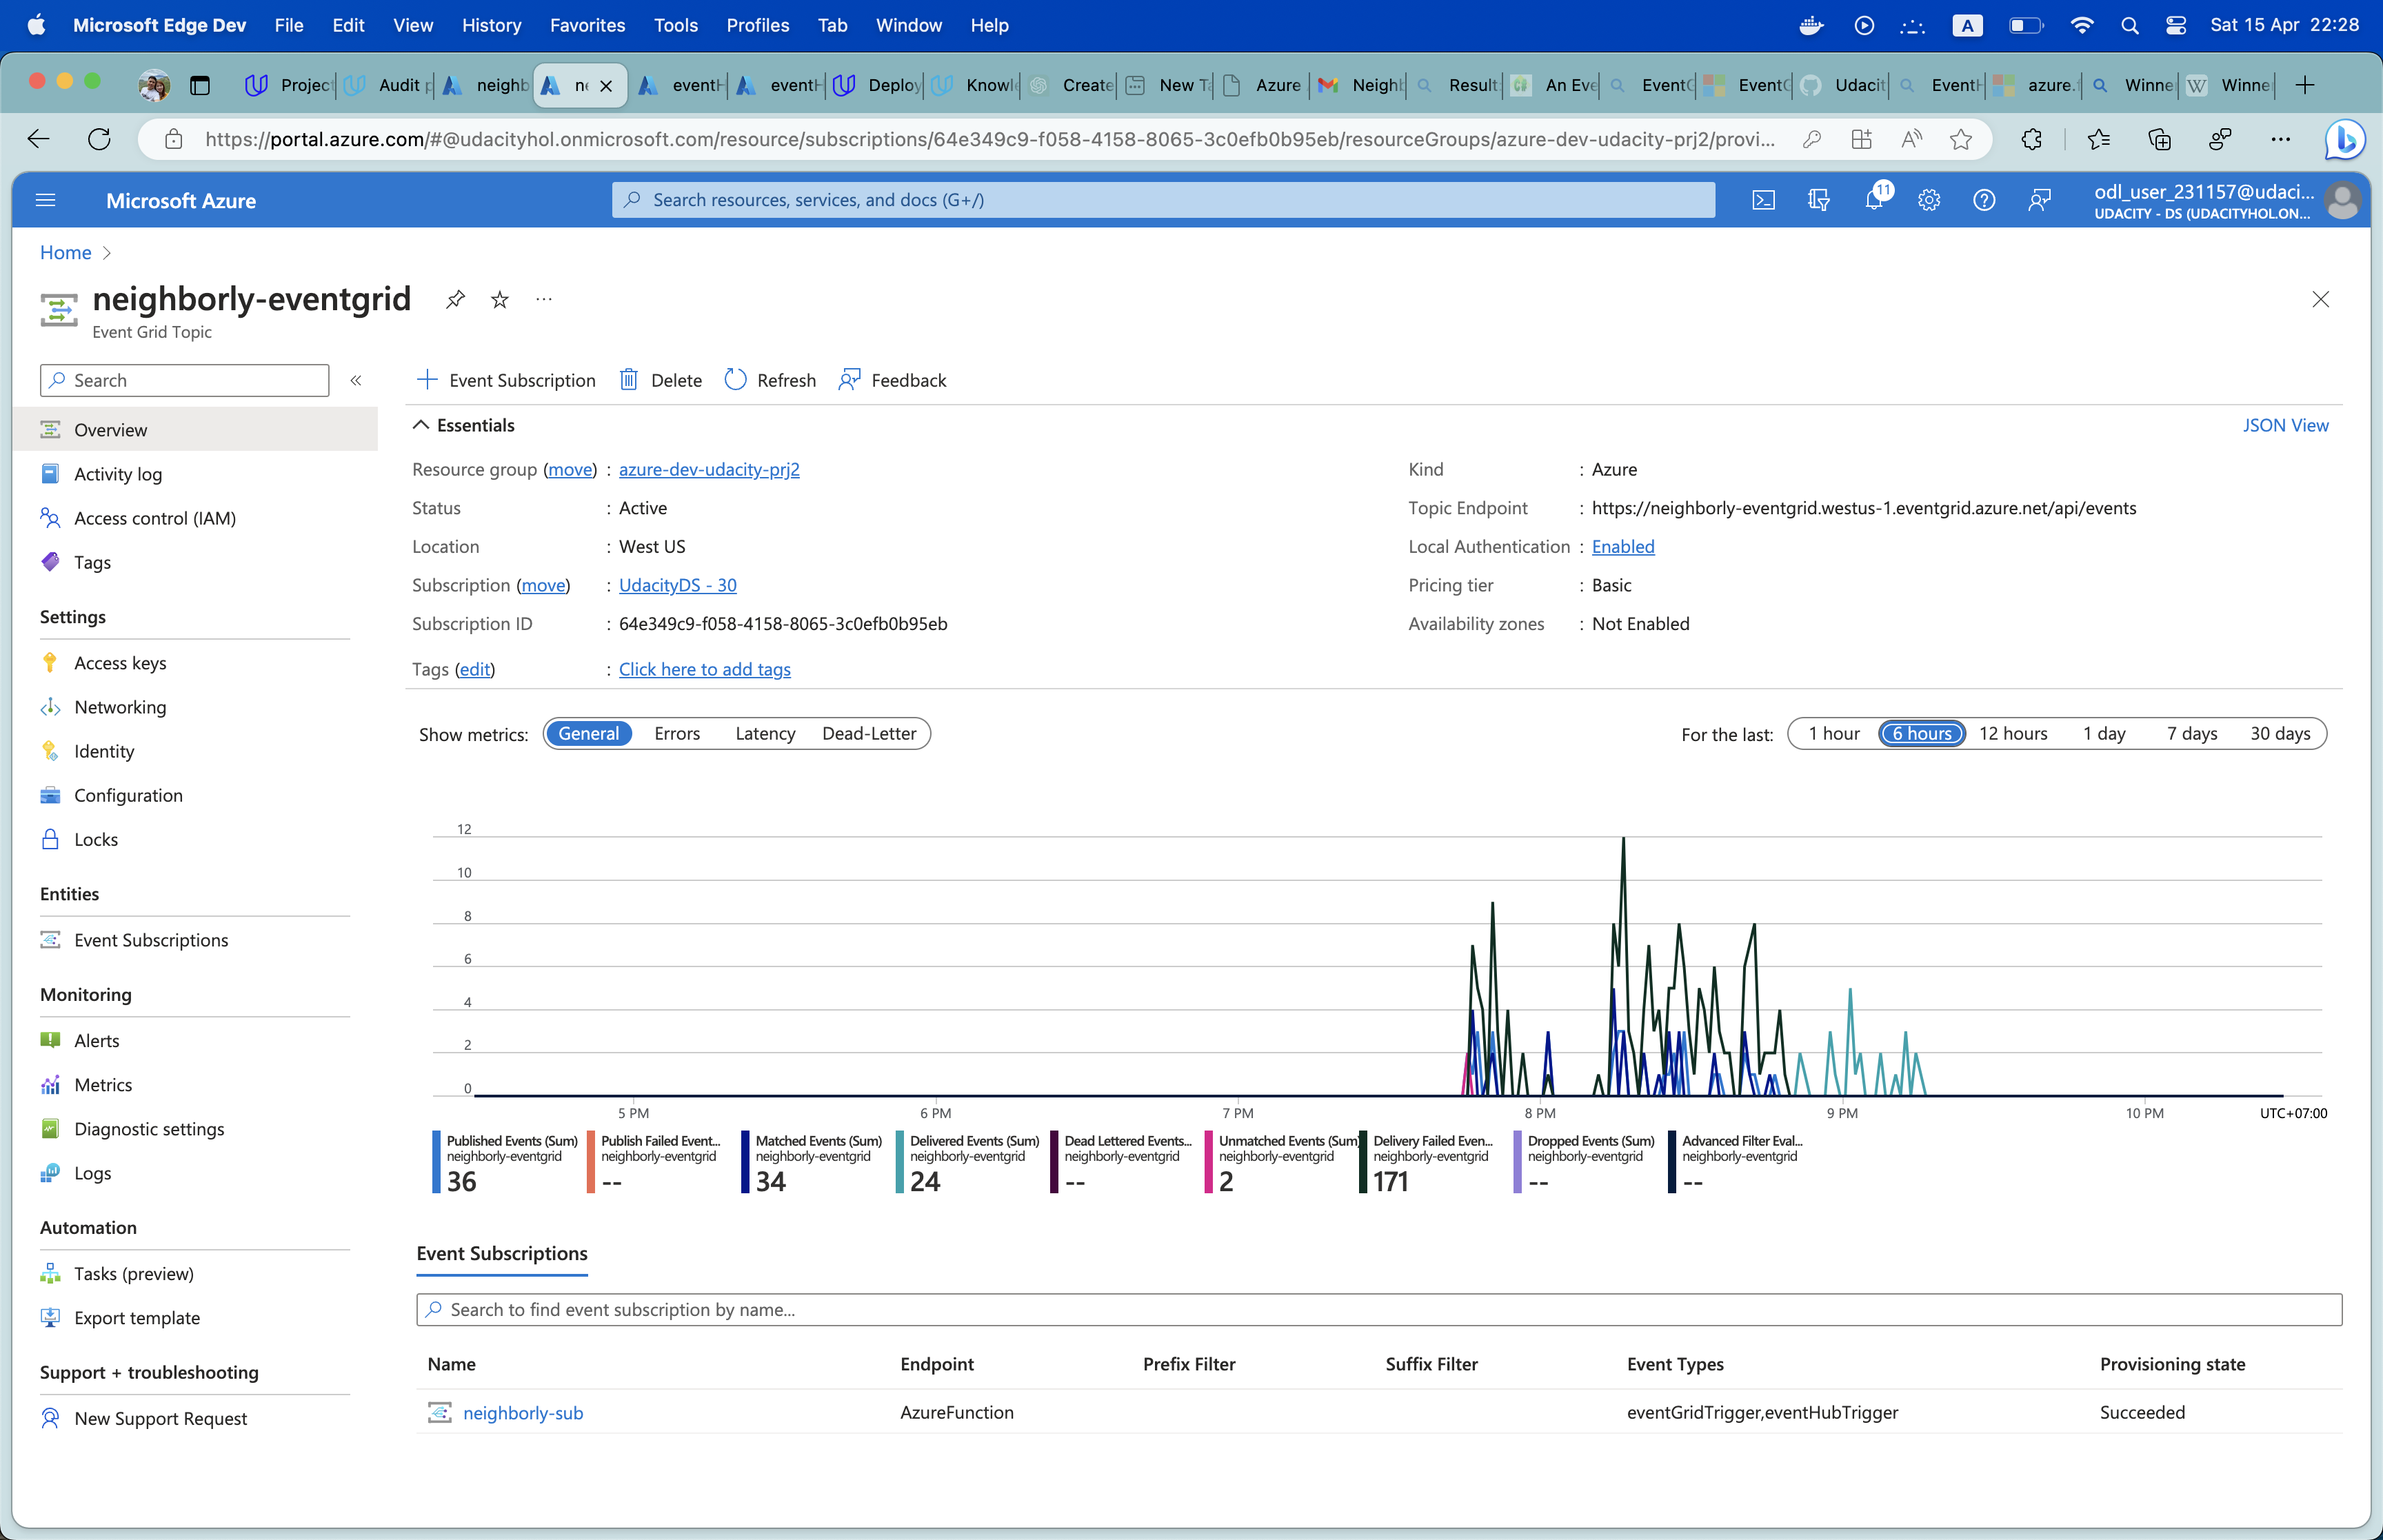 Microsoft Edge Dev File Edit View History Favorites Tools Profiles Tab Window Help A Sat 15 Apr 22:28
Project Audit p neighb ne eventH eventH Deploy Knowle Create New Ta Azure Neighb Result An Eve EventG EventG Udacit EventH azure.f Winne Winne
https://portal.azure.com/#@udacityhol.onmicrosoft.com/resource/subscriptions/64e349c9-f058-4158-8065-3c0efb0b95eb/resourceGroups/azure-dev-udacity-prj2/provi...
Microsoft Azure
Search resources, services, and docs (G+/)
11
odl_user_231157@udaci...
UDACITY - DS (UDACITYHOL.ON...
Home
neighborly-eventgrid
Event Grid Topic
Search
Event Subscription Delete Refresh Feedback
Overview
Activity log
Access control (IAM)
Tags
Settings
Access keys
Networking
Identity
Configuration
Locks
Entities
Event Subscriptions
Monitoring
Alerts
Metrics
Diagnostic settings
Logs
Automation
Tasks (preview)
Export template
Support + troubleshooting
New Support Request
Essentials
JSON View
Resource group (move) : azure-dev-udacity-prj2
Status : Active
Location : West US
Subscription (move) : UdacityDS - 30
Subscription ID : 64e349c9-f058-4158-8065-3c0efb0b95eb
Tags (edit) : Click here to add tags
Kind : Azure
Topic Endpoint : https://neighborly-eventgrid.westus-1.eventgrid.azure.net/api/events
Local Authentication : Enabled
Pricing tier : Basic
Availability zones : Not Enabled
Show metrics: General Errors Latency Dead-Letter
For the last: 1 hour 6 hours 12 hours 1 day 7 days 30 days
12
10
8
6
4
2
0
5 PM 6 PM 7 PM 8 PM 9 PM 10 PM UTC+07:00
Published Events (Sum)
neighborly-eventgrid
36
Publish Failed Event...
neighborly-eventgrid
--
Matched Events (Sum)
neighborly-eventgrid
34
Delivered Events (Sum)
neighborly-eventgrid
24
Dead Lettered Events...
neighborly-eventgrid
--
Unmatched Events (Sum)
neighborly-eventgrid
2
Delivery Failed Even...
neighborly-eventgrid
171
Dropped Events (Sum)
neighborly-eventgrid
--
Advanced Filter Eval...
neighborly-eventgrid
--
Event Subscriptions
Search to find event subscription by name...
Name Endpoint Prefix Filter Suffix Filter Event Types Provisioning state
neighborly-sub AzureFunction eventGridTrigger,eventHubTrigger Succeeded